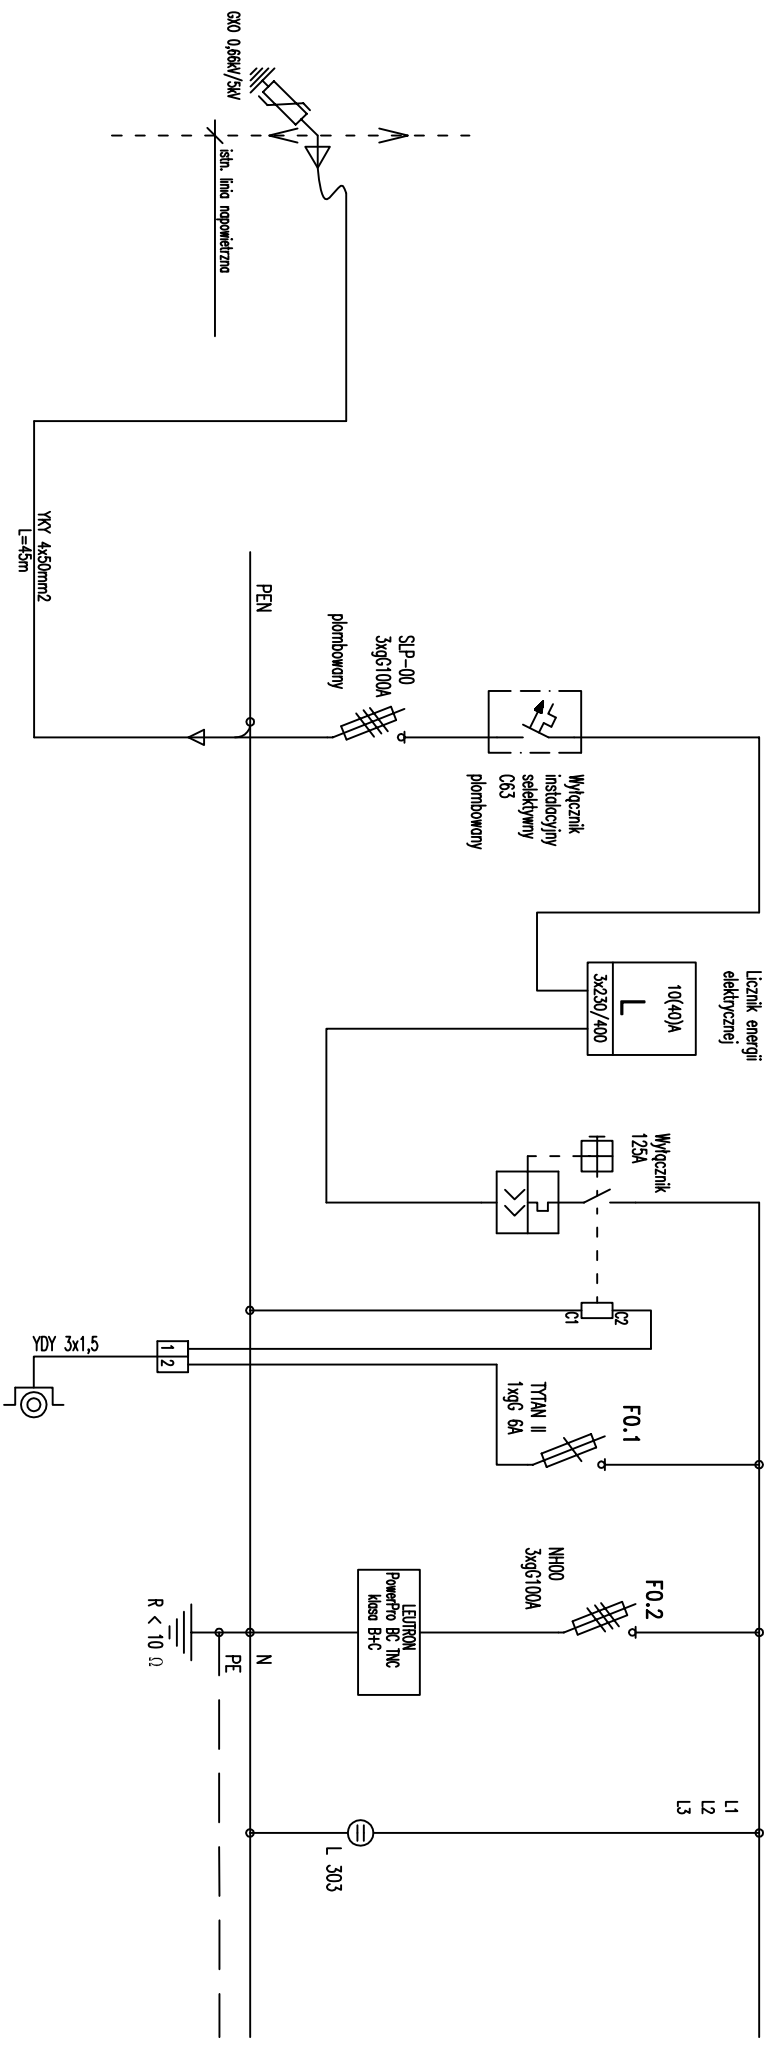 GXO 0,66kV/5kV
istn. linia napowietrzna
YKY 4x50mm2
L=45m
PEN
SLP-00
3xgG100A
plombowany
Wyłącznik
instalacyjny
selektywny
C63
plombowany
Licznik energii
elektrycznej
10(40)A
L
3x230/400
Wyłącznik
125A
C2
C1
YDY 3x1,5
1
2
F0.1
TYTAN II
1xgG 6A
F0.2
NH00
3xgG100A
LEUTRON
PowerPro BC TNC
klasa B+C
N
PE
R < 10 Ω
L1
L2
L3
L 303